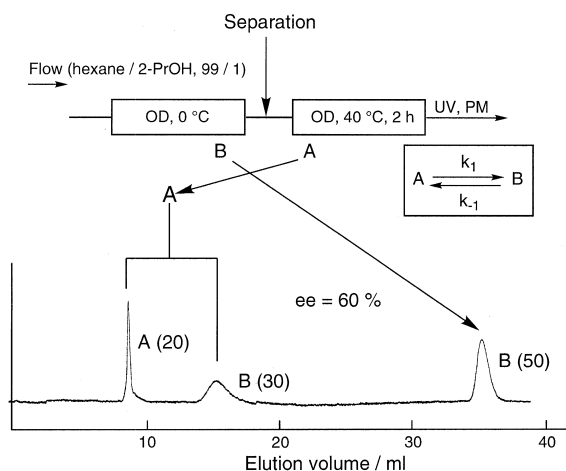 Separation
Flow (hexane / 2-PrOH, 99 / 1)
OD, 0 °C
OD, 40 °C, 2 h
UV, PM
B
A
A
A k₁ B
k₋₁
ee = 60 %
A (20)
B (30)
B (50)
10 20 30 40
Elution volume / ml